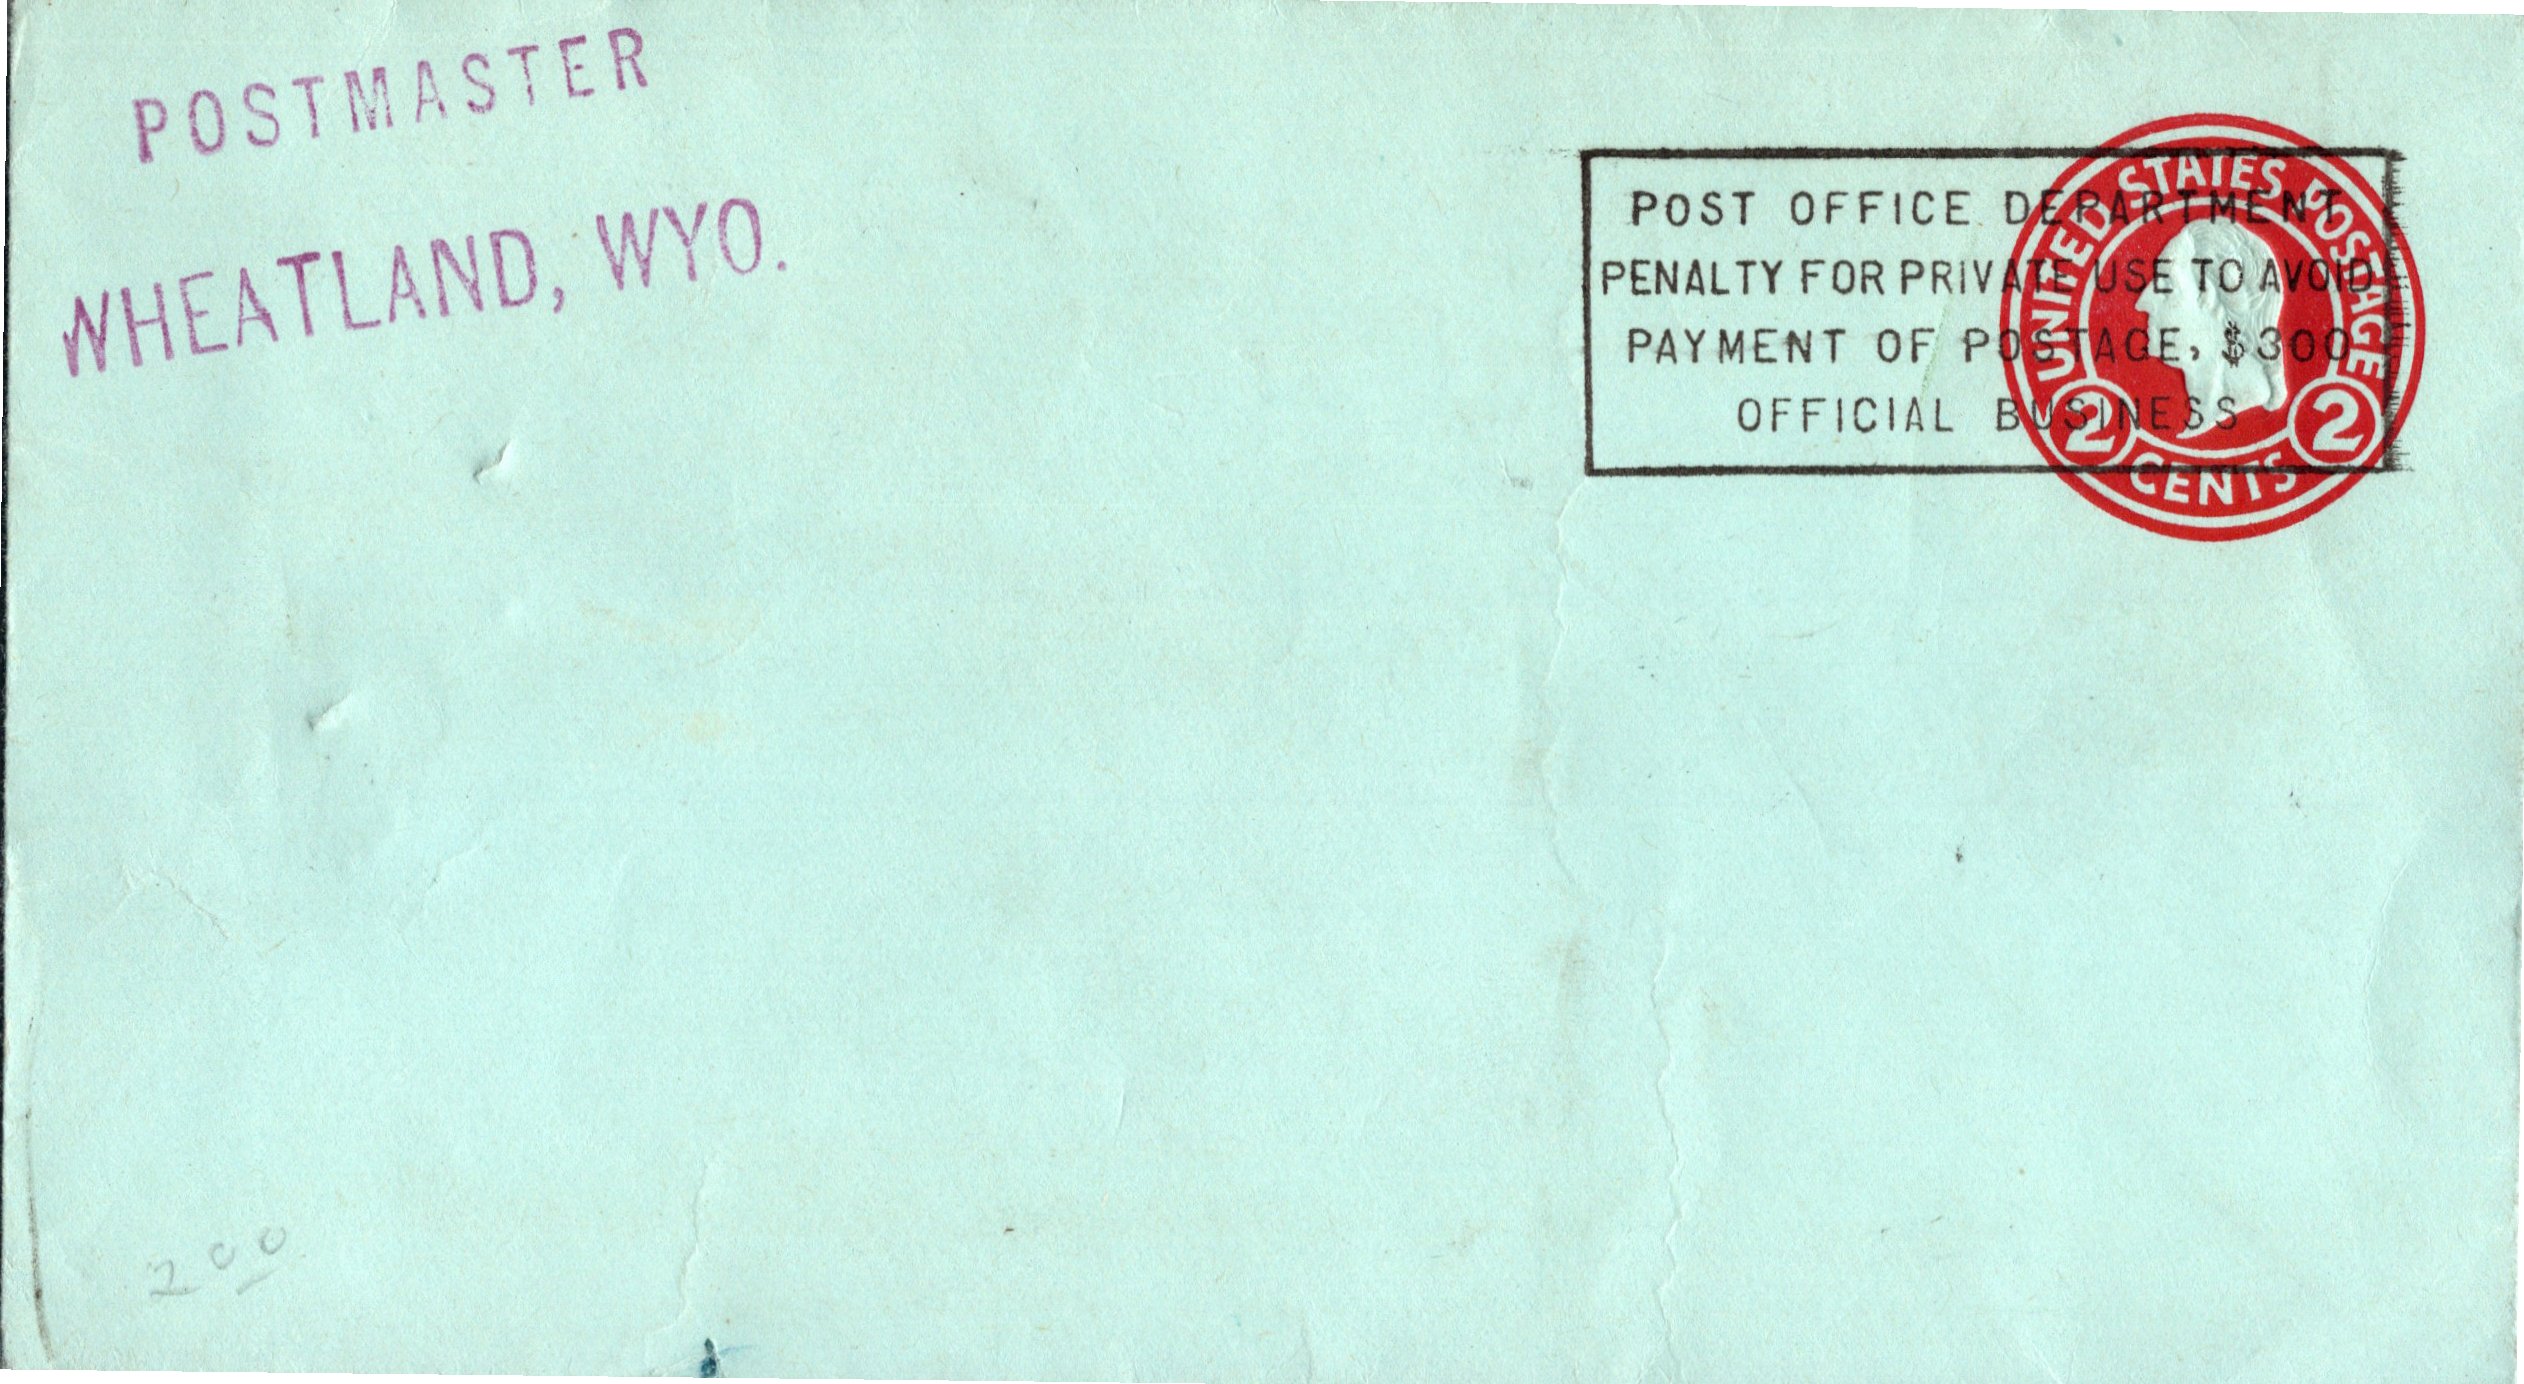 POSTMASTER
WHEATLAND, WYO.
POST OFFICE DEPARTMENT
PENALTY FOR PRIVATE USE TO AVOID
PAYMENT OF POSTAGE, $300
OFFICIAL BUSINESS
UNITED STATES POSTAGE
2 CENTS 2
200